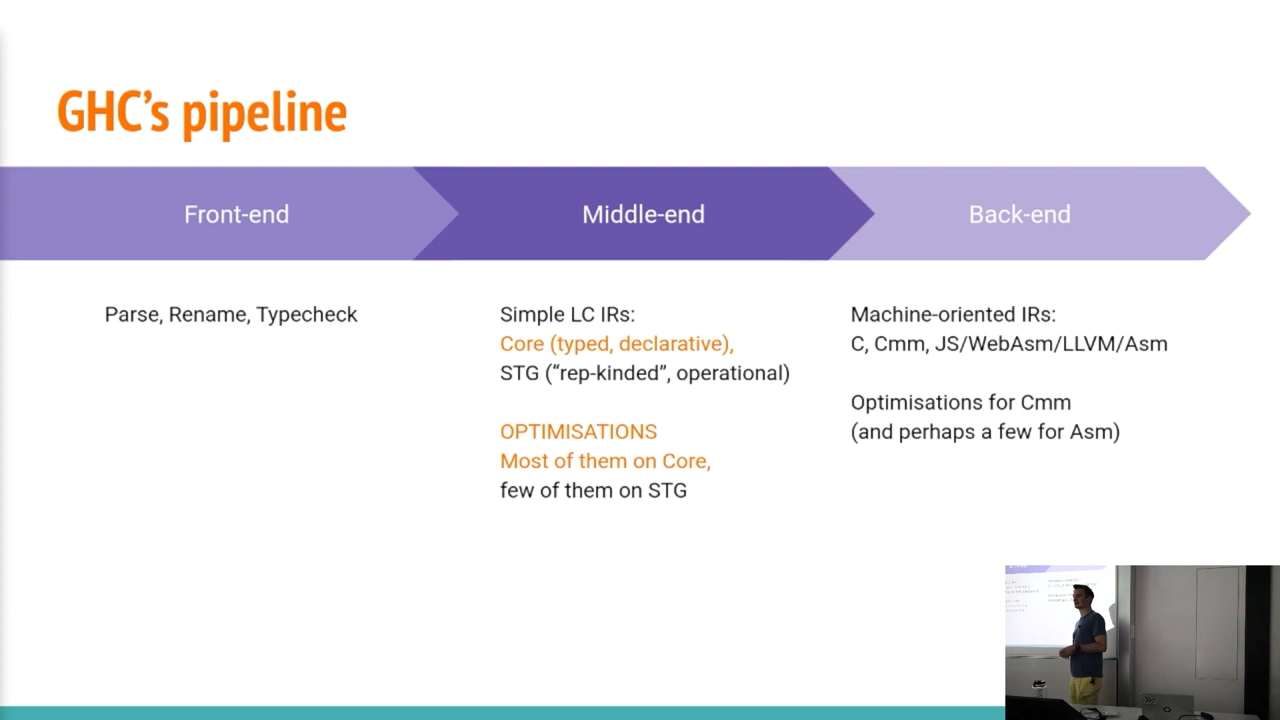 GHC's pipeline
Front-end
Middle-end
Back-end
Parse, Rename, Typecheck
Simple LC IRs:
Core (typed, declarative),
STG (“rep-kinded”, operational)
OPTIMISATIONS
Most of them on Core,
few of them on STG
Machine-oriented IRs:
C, Cmm, JS/WebAsm/LLVM/Asm
Optimisations for Cmm
(and perhaps a few for Asm)